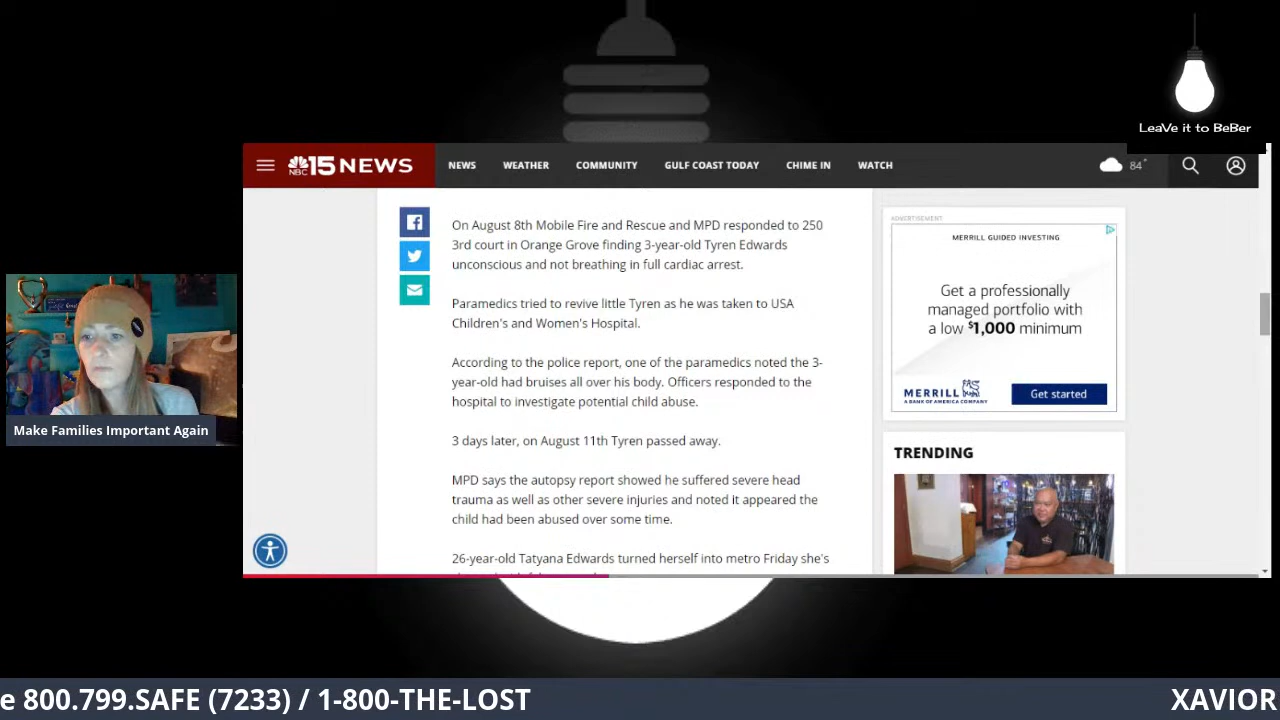 LeaVe it to BeBer
NBC 15 NEWS
NEWS
WEATHER
COMMUNITY
GULF COAST TODAY
CHIME IN
WATCH
84°
On August 8th Mobile Fire and Rescue and MPD responded to 250
3rd court in Orange Grove finding 3-year-old Tyren Edwards
unconscious and not breathing in full cardiac arrest.
Paramedics tried to revive little Tyren as he was taken to USA
Children's and Women's Hospital.
According to the police report, one of the paramedics noted the 3-
year-old had bruises all over his body. Officers responded to the
hospital to investigate potential child abuse.
3 days later, on August 11th Tyren passed away.
MPD says the autopsy report showed he suffered severe head
trauma as well as other severe injuries and noted it appeared the
child had been abused over some time.
26-year-old Tatyana Edwards turned herself into metro Friday she's
ADVERTISEMENT
MERRILL GUIDED INVESTING
Get a professionally
managed portfolio with
a low $1,000 minimum
MERRILL
A BANK OF AMERICA COMPANY
Get started
TRENDING
Make Families Important Again
e 800.799.SAFE (7233) / 1-800-THE-LOST
XAVIOR